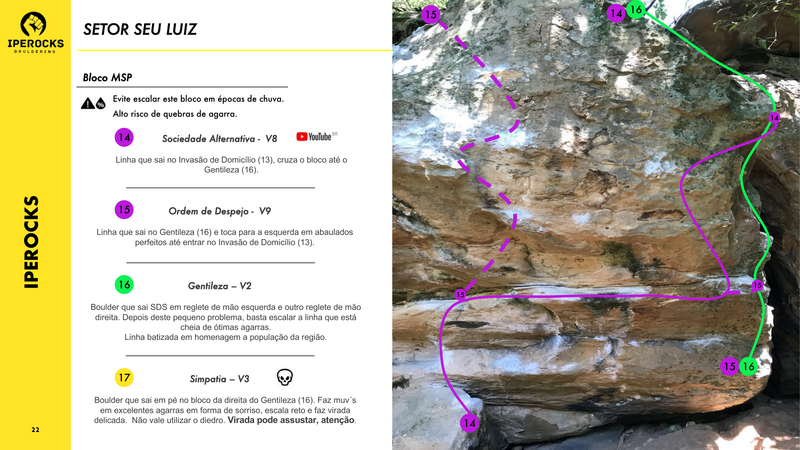 IPEROCKS
BOULDERING
SETOR SEU LUIZ
Bloco MSP
Evite escalar este bloco em épocas de chuva.
Alto risco de quebras de agarra.
14 Sociedade Alternativa - V8 YouTube
Linha que sai no Invasão de Domicílio (13), cruza o bloco até o
Gentileza (16).
15 Ordem de Despejo - V9
Linha que sai no Gentileza (16) e toca para a esquerda em abaulados
perfeitos até entrar no Invasão de Domicílio (13).
16 Gentileza – V2
Boulder que sai SDS em reglete de mão esquerda e outro reglete de mão
direita. Depois deste pequeno problema, basta escalar a linha que está
cheia de ótimas agarras.
Linha batizada em homenagem a população da região.
17 Simpatia – V3
Boulder que sai em pé no bloco da direita do Gentileza (16). Faz muv´s
em excelentes agarras em forma de sorriso, escala reto e faz virada
delicada. Não vale utilizar o diedro. Virada pode assustar, atenção.
IPEROCKS
22
15
14 16
14
15
15
15 16
14